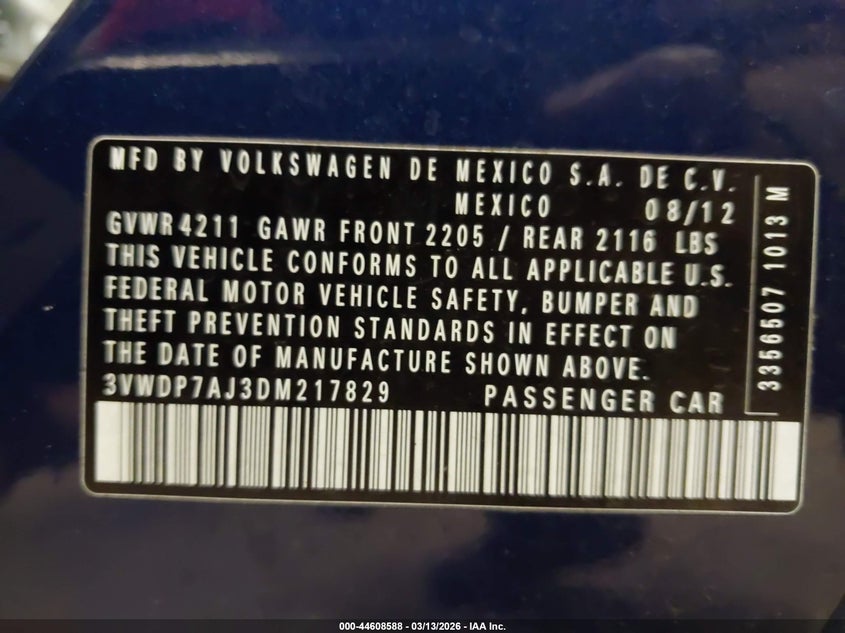 MFD BY VOLKSWAGEN DE MEXICO S.A. DE C.V.
MEXICO 08/12
GVWR 4211 GAWR FRONT 2205 / REAR 2116 LBS
THIS VEHICLE CONFORMS TO ALL APPLICABLE U.S.
FEDERAL MOTOR VEHICLE SAFETY, BUMPER AND
THEFT PREVENTION STANDARDS IN EFFECT ON
THE DATE OF MANUFACTURE SHOWN ABOVE.
3VWDP7AJ3DM217829 PASSENGER CAR
3356507 1013 M
000-44608588 - 03/13/2026 - IAA Inc.